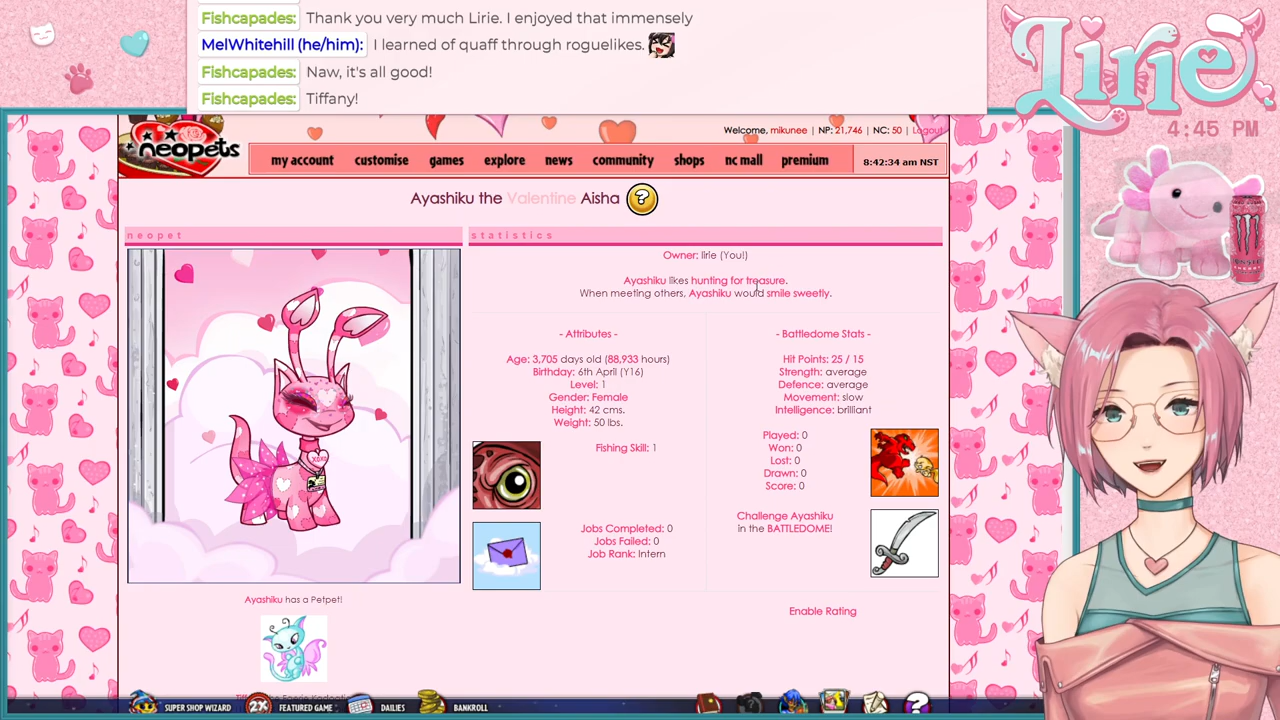 Fishcapades: Thank you very much Lirie. I enjoyed that immensely
MelWhitehill (he/him): I learned of quaff through roguelikes.
Fishcapades: Naw, it's all good!
Fishcapades: Tiffany!
Lirie
4:45 PM
neopets
Welcome, mikunee | NP: 21,746 | NC: 50 | Logout
my account customise games explore news community shops nc mall premium 8:42:34 am NST
Ayashiku the Valentine Aisha
neopet
statistics
Owner: lirie (You!)
Ayashiku likes hunting for treasure.
When meeting others, Ayashiku would smile sweetly.
- Attributes -
Age: 3,705 days old (88,933 hours)
Birthday: 6th April (Y16)
Level: 1
Gender: Female
Height: 42 cms.
Weight: 50 lbs.
Fishing Skill: 1
Jobs Completed: 0
Jobs Failed: 0
Job Rank: Intern
- Battledome Stats -
Hit Points: 25 / 15
Strength: average
Defence: average
Movement: slow
Intelligence: brilliant
Played: 0
Won: 0
Lost: 0
Drawn: 0
Score: 0
Challenge Ayashiku
in the BATTLEDOME!
Enable Rating
XOXO
Ayashiku has a Petpet!
SUPER SHOP WIZARD 2X FEATURED GAME DAILIES BANKROLL